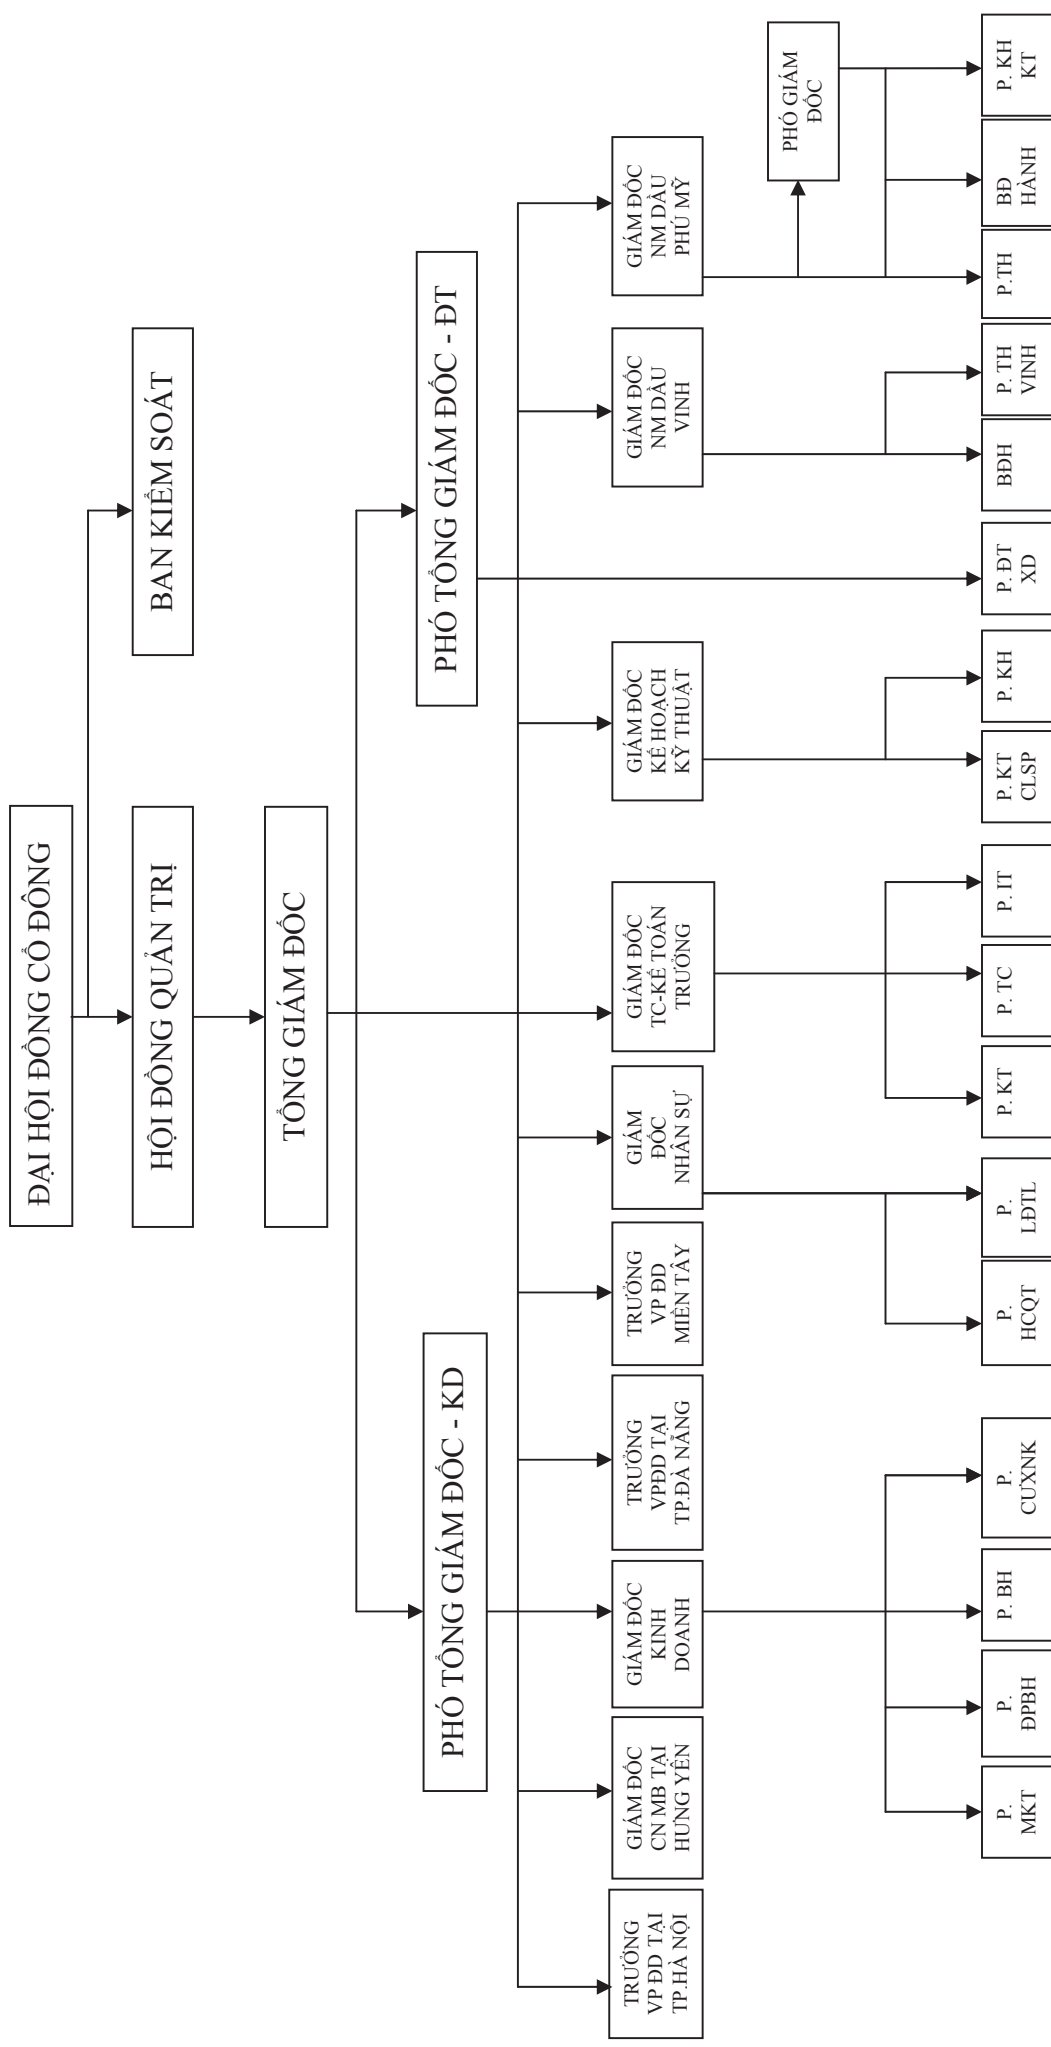 ĐẠI HỘI ĐỒNG CỔ ĐÔNG
HỘI ĐỒNG QUẢN TRỊ
BAN KIỂM SOÁT
TỔNG GIÁM ĐỐC
PHÓ TỔNG GIÁM ĐỐC - KD
PHÓ TỔNG GIÁM ĐỐC - ĐT
TRƯỞNG
VP ĐD TẠI
TP.HÀ NỘI
GIÁM ĐỐC
CN MB TẠI
HƯNG YÊN
GIÁM ĐỐC
KINH
DOANH
TRƯỞNG
VPĐD TẠI
TP.ĐÀ NẴNG
TRƯỞNG
VP ĐD
MIỀN TÂY
GIÁM
ĐỐC
NHÂN SỰ
GIÁM ĐỐC
TC-KẾ TOÁN
TRƯỞNG
GIÁM ĐỐC
KẾ HOẠCH
KỸ THUẬT
GIÁM ĐỐC
NM DẦU
VINH
GIÁM ĐỐC
NM DẦU
PHÚ MỸ
PHÓ GIÁM
ĐỐC
P.
MKT
P.
ĐPBH
P. BH
P.
CƯXNK
P.
HCQT
P.
LĐTL
P. KT
P. TC
P. IT
P. KT
CLSP
P. KH
P. ĐT
XD
BĐH
P. TH
VINH
P.TH
BĐ
HÀNH
P. KH
KT